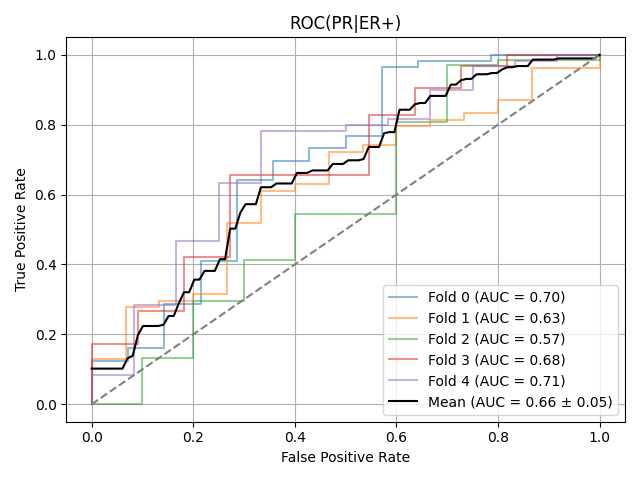 ROC(PR|ER+)
True Positive Rate
1.0
0.8
0.6
0.4
0.2
0.0
Fold 0 (AUC = 0.70)
Fold 1 (AUC = 0.63)
Fold 2 (AUC = 0.57)
Fold 3 (AUC = 0.68)
Fold 4 (AUC = 0.71)
Mean (AUC = 0.66 ± 0.05)
0.0 0.2 0.4 0.6 0.8 1.0
False Positive Rate